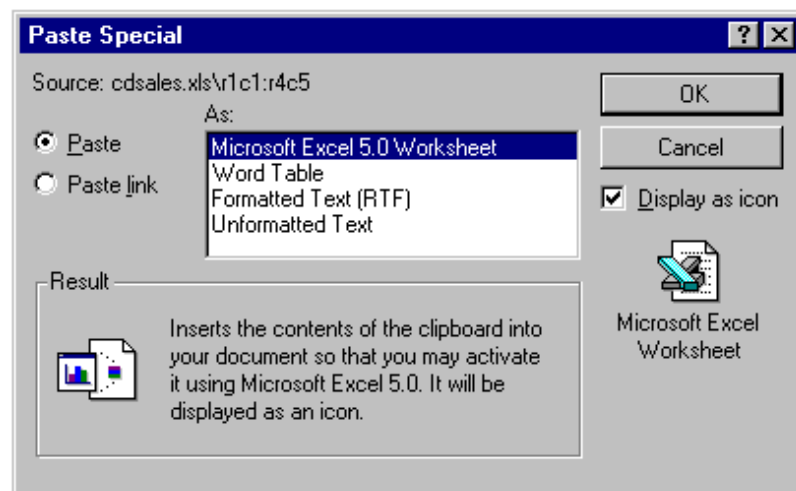 Paste Special
Source: cdsales.xls\r1c1:r4c5
As:
Paste
Paste link
Microsoft Excel 5.0 Worksheet
Word Table
Formatted Text (RTF)
Unformatted Text
OK
Cancel
Display as icon
Microsoft Excel
Worksheet
Result
Inserts the contents of the clipboard into
your document so that you may activate
it using Microsoft Excel 5.0. It will be
displayed as an icon.